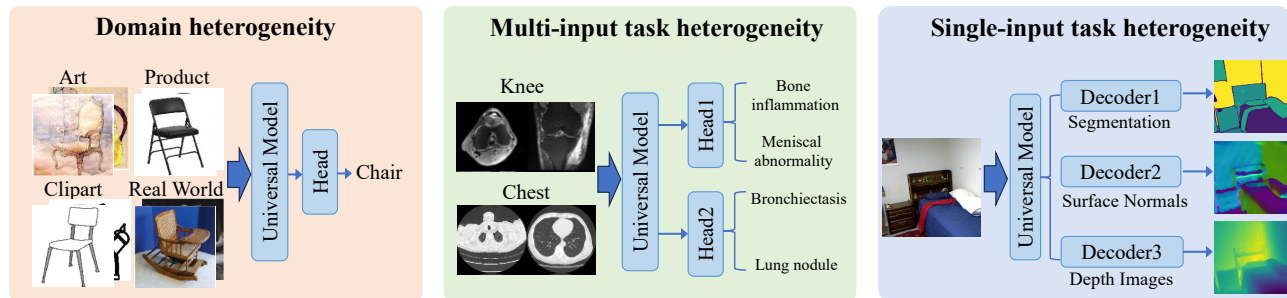 Domain heterogeneity
Art
Product
Clipart
Real World
Universal Model
Head
Chair
Multi-input task heterogeneity
Knee
Chest
Universal Model
Head1
Head2
Bone
inflammation
Meniscal
abnormality
Bronchiectasis
Lung nodule
Single-input task heterogeneity
Universal Model
Decoder1
Segmentation
Decoder2
Surface Normals
Decoder3
Depth Images